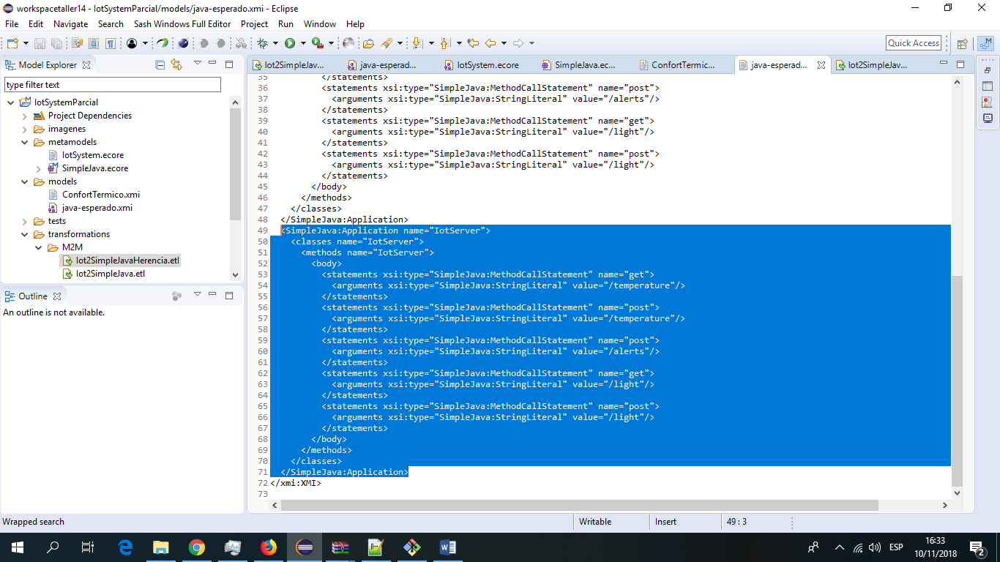 workspacetaller14 - IotSystemParcial/models/java-esperado.xmi - Eclipse
File Edit Navigate Search Sash Windows Full Editor Project Run Window Help
Quick Access
Model Explorer
type filter text
IotSystemParcial
Project Dependencies
imagenes
metamodels
IotSystem.ecore
SimpleJava.ecore
models
ConfortTermico.xmi
java-esperado.xmi
tests
transformations
M2M
Iot2SimpleJavaHerencia.etl
Iot2SimpleJava.etl
Outline
An outline is not available.
Iot2SimpleJav... java-esperad... IotSystem.ecore SimpleJava.ec... ConfortTermic... java-esperad... Iot2SimpleJav...
35 </statements>
36 <statements xsi:type="SimpleJava:MethodCallStatement" name="post">
37 <arguments xsi:type="SimpleJava:StringLiteral" value="/alerts"/>
38 </statements>
39 <statements xsi:type="SimpleJava:MethodCallStatement" name="get">
40 <arguments xsi:type="SimpleJava:StringLiteral" value="/light"/>
41 </statements>
42 <statements xsi:type="SimpleJava:MethodCallStatement" name="post">
43 <arguments xsi:type="SimpleJava:StringLiteral" value="/light"/>
44 </statements>
45 </body>
46 </methods>
47 </classes>
48 </SimpleJava:Application>
49 <SimpleJava:Application name="IotServer">
50 <classes name="IotServer">
51 <methods name="IotServer">
52 <body>
53 <statements xsi:type="SimpleJava:MethodCallStatement" name="get">
54 <arguments xsi:type="SimpleJava:StringLiteral" value="/temperature"/>
55 </statements>
56 <statements xsi:type="SimpleJava:MethodCallStatement" name="post">
57 <arguments xsi:type="SimpleJava:StringLiteral" value="/temperature"/>
58 </statements>
59 <statements xsi:type="SimpleJava:MethodCallStatement" name="post">
60 <arguments xsi:type="SimpleJava:StringLiteral" value="/alerts"/>
61 </statements>
62 <statements xsi:type="SimpleJava:MethodCallStatement" name="get">
63 <arguments xsi:type="SimpleJava:StringLiteral" value="/light"/>
64 </statements>
65 <statements xsi:type="SimpleJava:MethodCallStatement" name="post">
66 <arguments xsi:type="SimpleJava:StringLiteral" value="/light"/>
67 </statements>
68 </body>
69 </methods>
70 </classes>
71 </SimpleJava:Application>
72 </xmi:XMI>
73
Wrapped search Writable Insert 49 : 3
ESP
16:33
10/11/2018
2